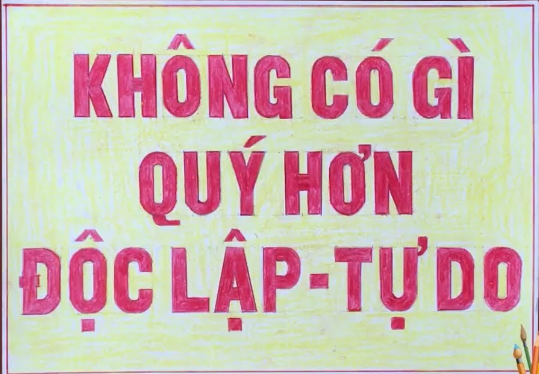 KHÔNG CÓ GÌ
QUÝ HƠN
ĐỘC LẬP-TỰ DO